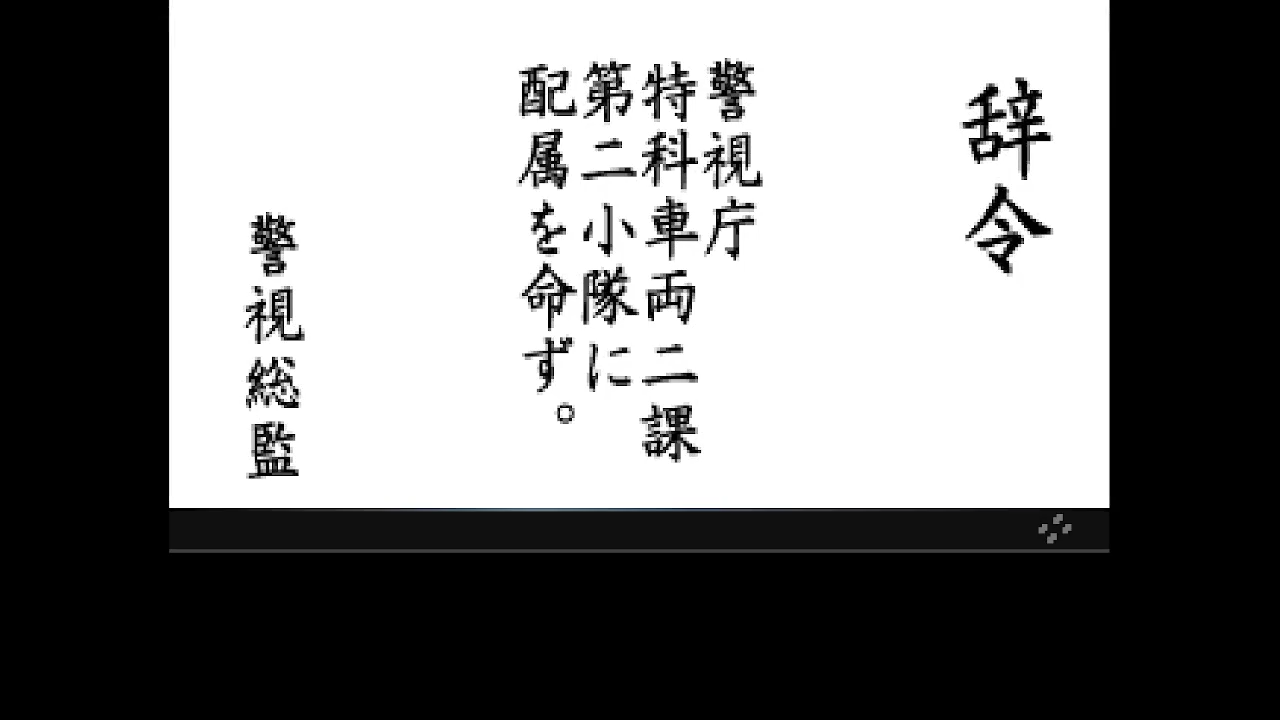 辞令
警視庁
特科車両二課
第二小隊に
配属を命ず。
警視総監